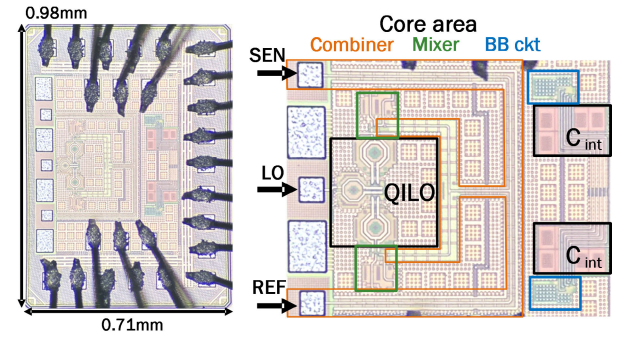 0.98mm
0.71mm
Core area
Combiner Mixer BB ckt
SEN
LO
REF
QILO
C int
C int